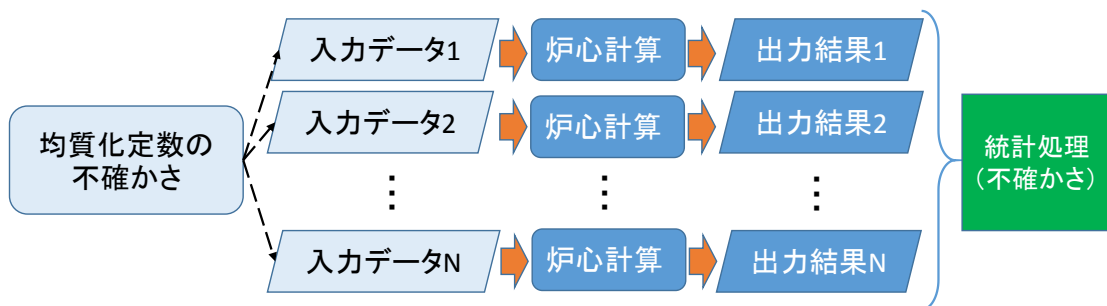 入力データ1
炉心計算
出力結果1
入力データ2
炉心計算
出力結果2
均質化定数の
不確かさ
統計処理
(不確かさ)
⋮
⋮
⋮
入力データN
炉心計算
出力結果N